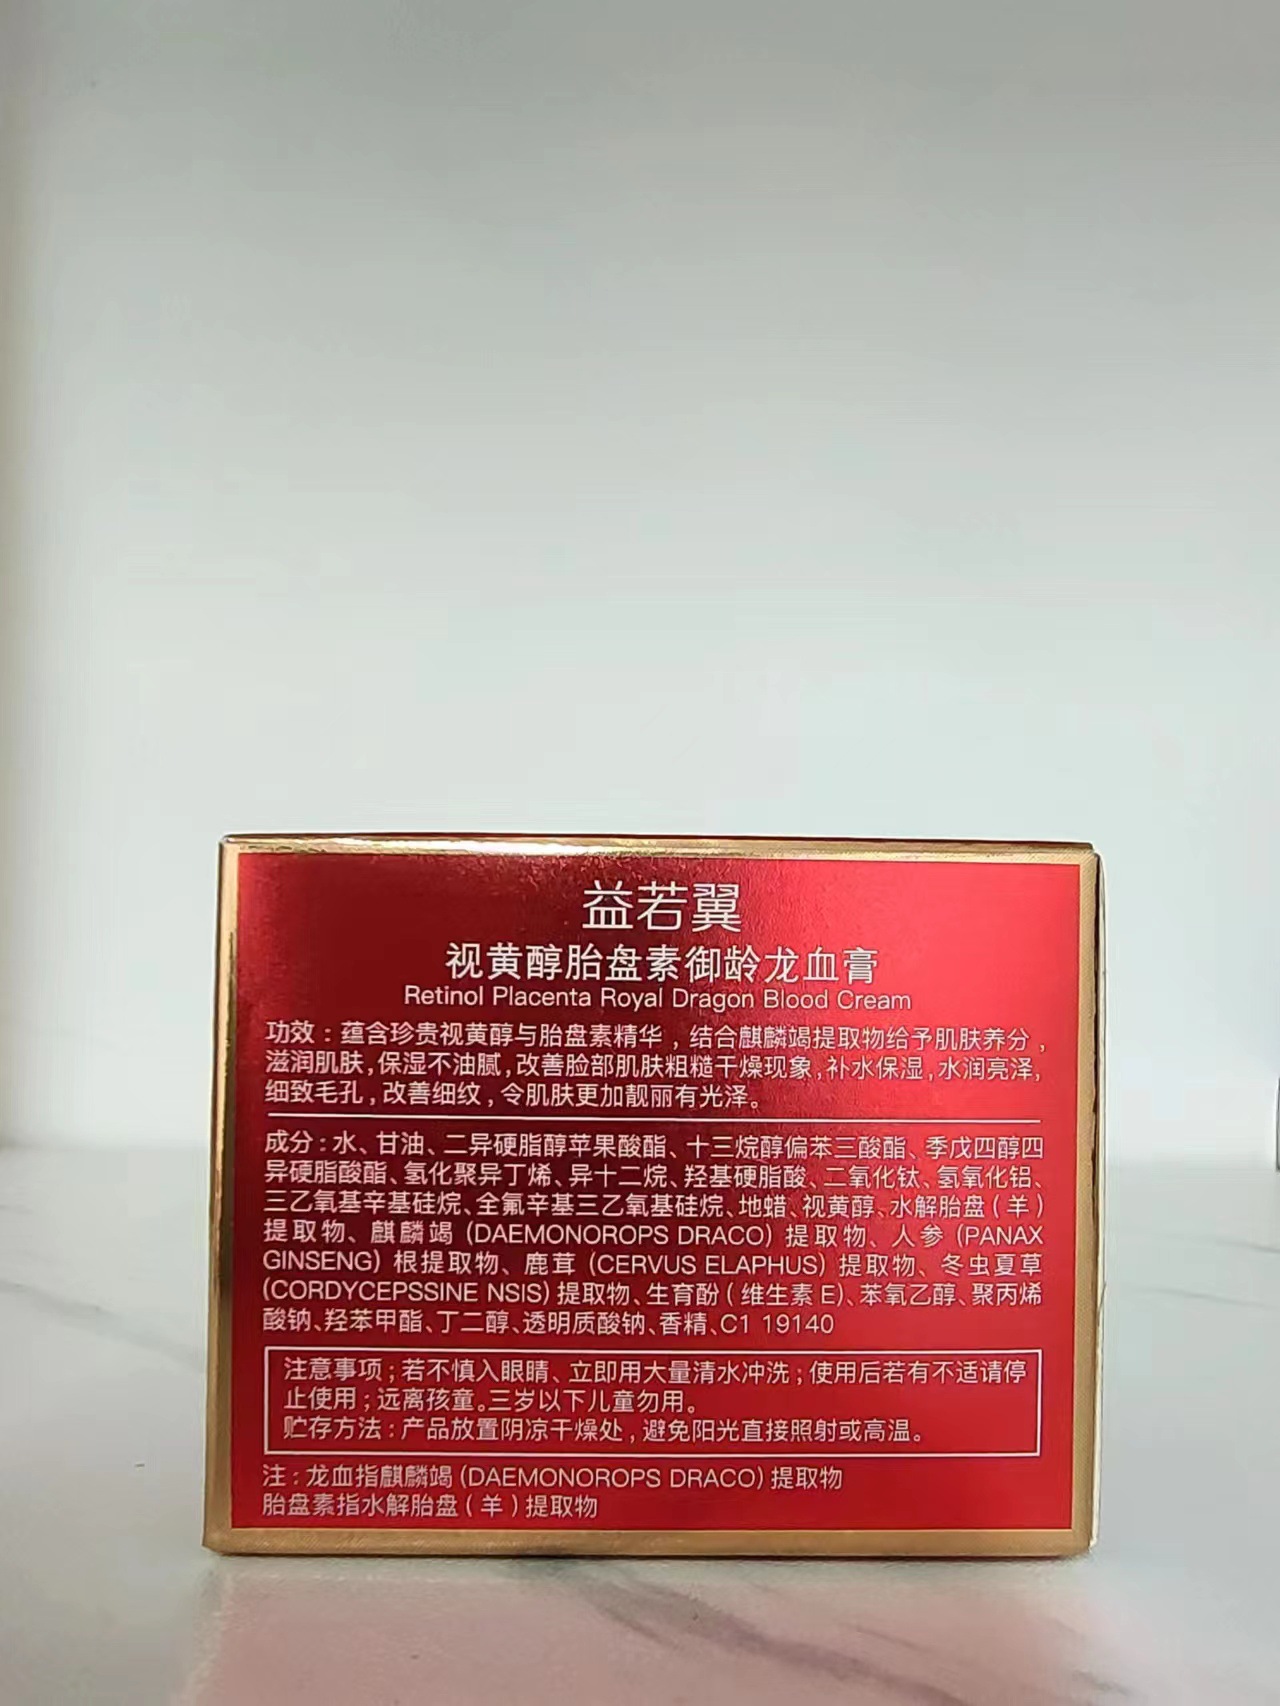 益若翼
视黄醇胎盘素御龄龙血膏
Retinol Placenta Royal Dragon Blood Cream
功效：蕴含珍贵视黄醇与胎盘素精华，结合麒麟竭提取物给予肌肤养分，
滋润肌肤，保湿不油腻，改善脸部肌肤粗糙干燥现象，补水保湿，水润亮泽，
细致毛孔，改善细纹，令肌肤更加靓丽有光泽。
成分：水、甘油、二异硬脂醇苹果酸酯、十三烷醇偏苯三酸酯、季戊四醇四
异硬脂酸酯、氢化聚异丁烯、异十二烷、羟基硬脂酸、二氧化钛、氢氧化铝、
三乙氧基辛基硅烷、全氟辛基三乙氧基硅烷、地蜡、视黄醇、水解胎盘（羊）
提取物、麒麟竭（DAEMONOROPS DRACO）提取物、人参（PANAX
GINSENG）根提取物、鹿茸（CERVUS ELAPHUS）提取物、冬虫夏草
(CORDYCEPSSINE NSIS）提取物、生育酚（维生素 E）、苯氧乙醇、聚丙烯
酸钠、羟苯甲酯、丁二醇、透明质酸钠、香精、C1 19140
注意事项；若不慎入眼睛、立即用大量清水冲洗；使用后若有不适请停
止使用；远离孩童。三岁以下儿童勿用。
贮存方法：产品放置阴凉干燥处，避免阳光直接照射或高温。
注：龙血指麒麟竭（DAEMONOROPS DRACO）提取物
胎盘素指水解胎盘（羊）提取物